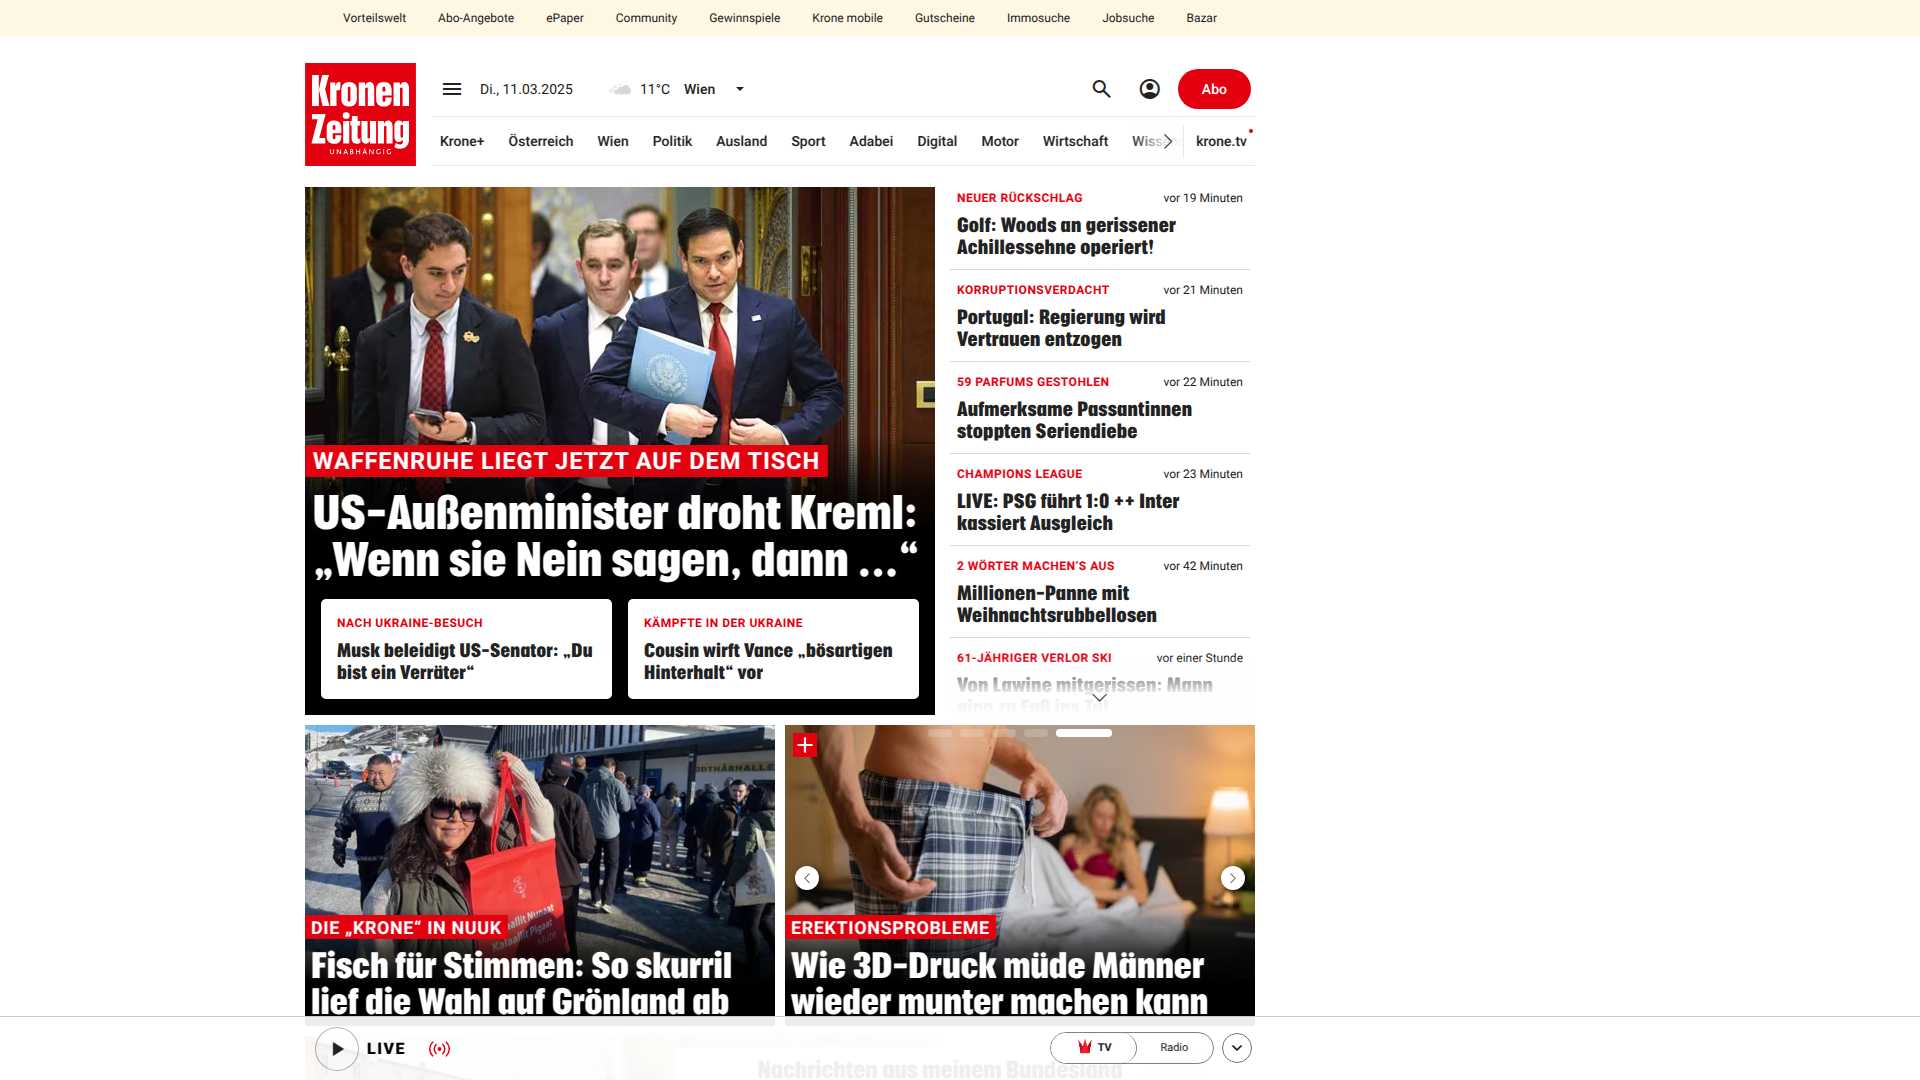 Vorteilswelt Abo-Angebote ePaper Community Gewinnspiele Krone mobile Gutscheine Immosuche Jobsuche Bazar
Kronen
Zeitung
UNABHÄNGIG
Di., 11.03.2025 11°C Wien
Abo
Krone+ Österreich Wien Politik Ausland Sport Adabei Digital Motor Wirtschaft krone.tv
WAFFENRUHE LIEGT JETZT AUF DEM TISCH
US-Außenminister droht Kreml:
„Wenn sie Nein sagen, dann ...“
NACH UKRAINE-BESUCH
Musk beleidigt US-Senator: „Du
bist ein Verräter“
KÄMPFTE IN DER UKRAINE
Cousin wirft Vance „bösartigen
Hinterhalt“ vor
NEUER RÜCKSCHLAG vor 19 Minuten
Golf: Woods an gerissener
Achillessehne operiert!
KORRUPTIONSVERDACHT vor 21 Minuten
Portugal: Regierung wird
Vertrauen entzogen
59 PARFUMS GESTOHLEN vor 22 Minuten
Aufmerksame Passantinnen
stoppten Seriendiebe
CHAMPIONS LEAGUE vor 23 Minuten
LIVE: PSG führt 1:0 ++ Inter
kassiert Ausgleich
2 WÖRTER MACHEN’S AUS vor 42 Minuten
Millionen-Panne mit
Weihnachtsrubbellosen
61-JÄHRIGER VERLOR SKI vor einer Stunde
Von Lawine mitgerissen: Mann
ging zu Fuß ins Tal
DIE „KRONE“ IN NUUK
Fisch für Stimmen: So skurril
lief die Wahl auf Grönland ab
EREKTIONSPROBLEME
Wie 3D-Druck müde Männer
wieder munter machen kann
LIVE
TV Radio
Nachrichten aus meinem Bundesland